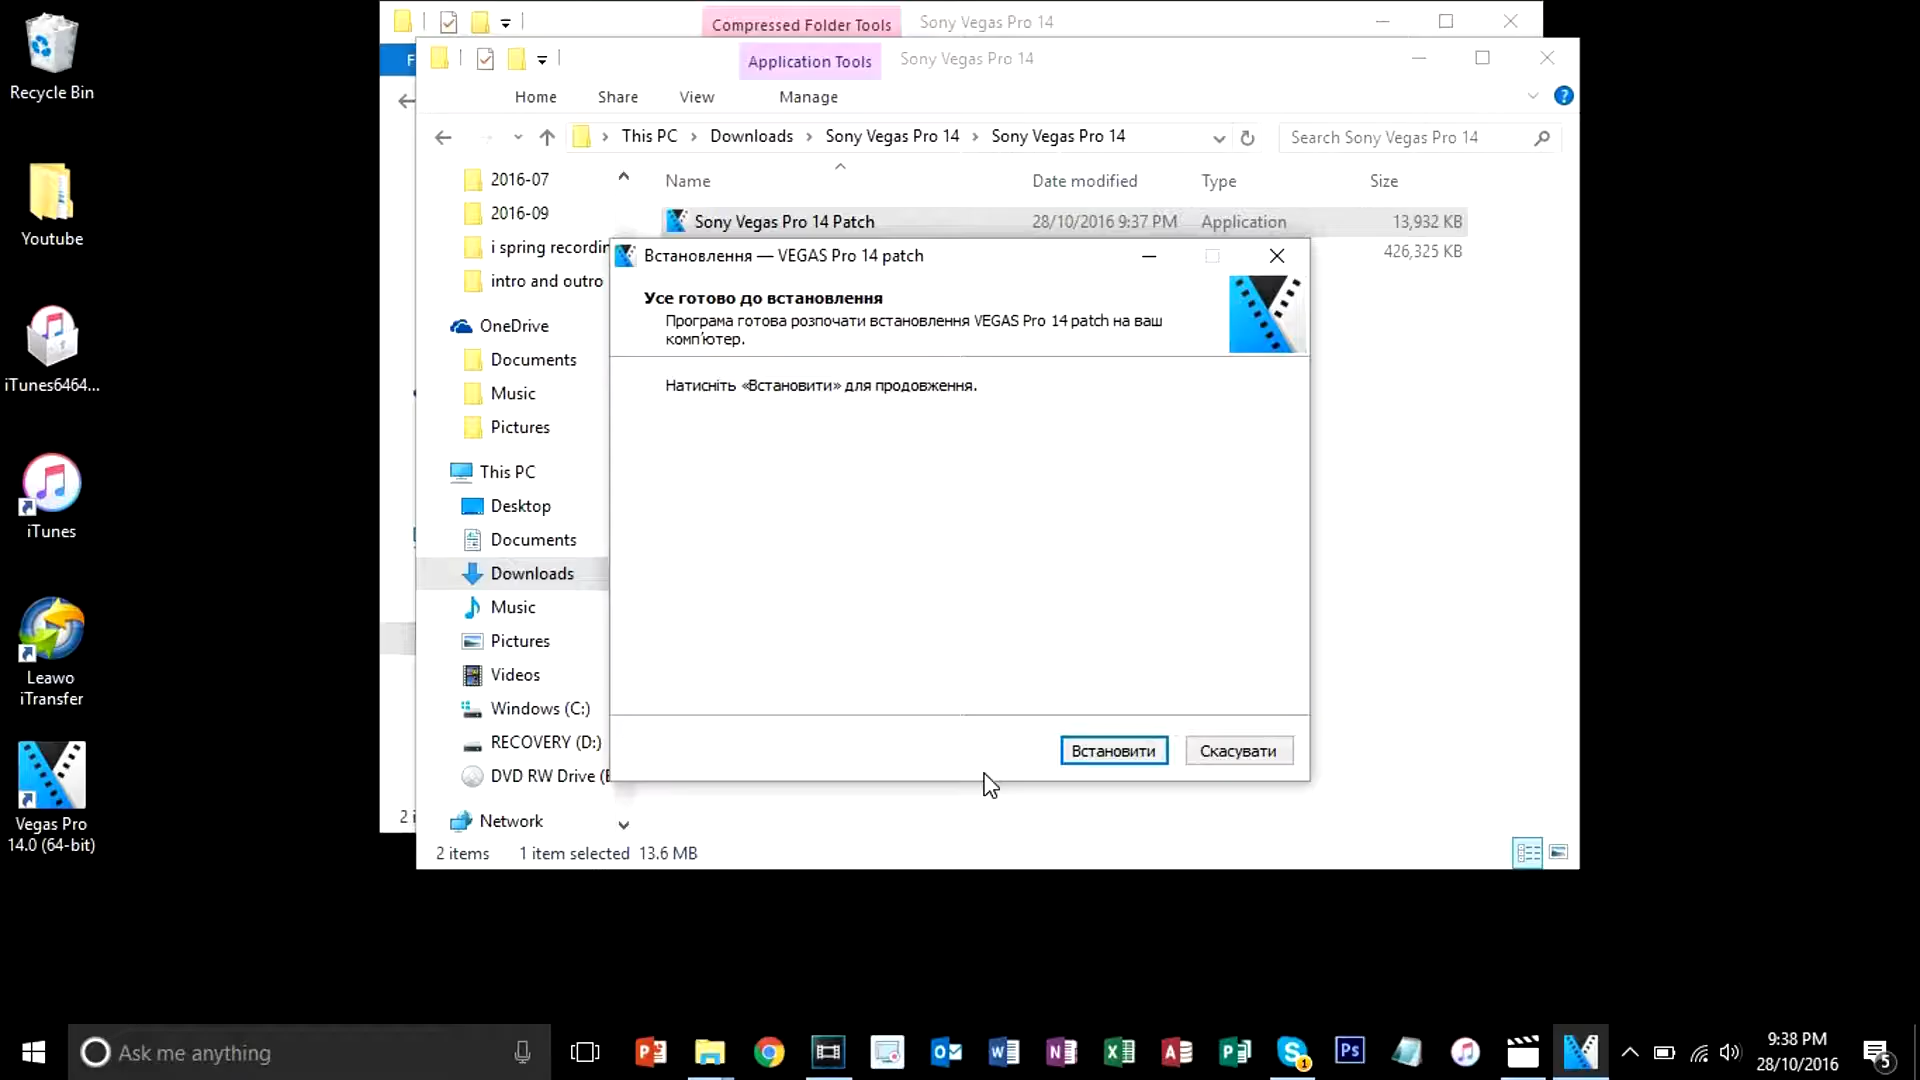 Recycle Bin
Youtube
iTunes6464...
iTunes
Leawo
iTransfer
Vegas Pro
14.0 (64-bit)
Compressed Folder Tools
Sony Vegas Pro 14
F
Application Tools
Sony Vegas Pro 14
Home
Share
View
Manage
This PC
Downloads
Sony Vegas Pro 14
Sony Vegas Pro 14
Search Sony Vegas Pro 14
Name
Date modified
Type
Size
Sony Vegas Pro 14 Patch
28/10/2016 9:37 PM
Application
13,932 KB
426,325 KB
2016-07
2016-09
i spring recordin
intro and outro
OneDrive
Documents
Music
Pictures
This PC
Desktop
Documents
Downloads
Music
Pictures
Videos
Windows (C:)
RECOVERY (D:)
DVD RW Drive (E
Network
Встановлення — VEGAS Pro 14 patch
Усе готово до встановлення
Програма готова розпочати встановлення VEGAS Pro 14 patch на ваш
комп'ютер.
Натисніть «Встановити» для продовження.
Встановити
Скасувати
2 i
2 items
1 item selected 13.6 MB
Ask me anything
9:38 PM
28/10/2016
5